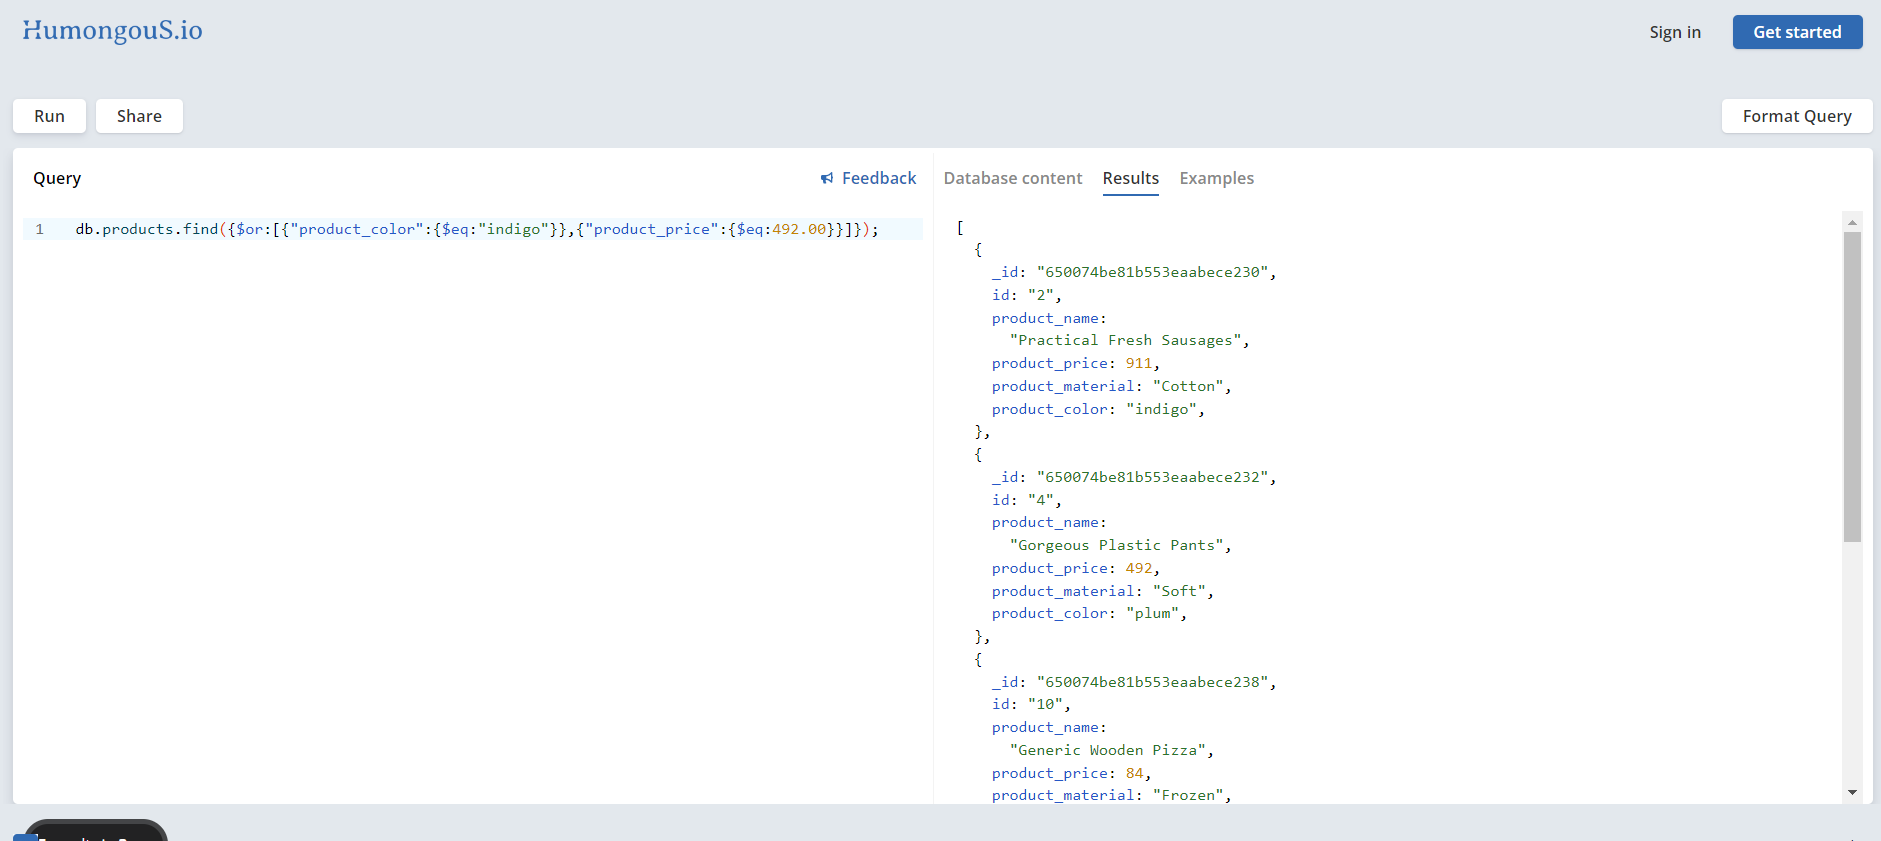 HumongouS.io
Sign in
Get started
Run
Share
Format Query
Query
Feedback
Database content
Results
Examples
1
db.products.find({$or:[{"product_color":{$eq:"indigo"}},{"product_price":{$eq:492.00}}]});
[
{
_id: "650074be81b553eaabece230",
id: "2",
product_name:
"Practical Fresh Sausages",
product_price: 911,
product_material: "Cotton",
product_color: "indigo",
},
{
_id: "650074be81b553eaabece232",
id: "4",
product_name:
"Gorgeous Plastic Pants",
product_price: 492,
product_material: "Soft",
product_color: "plum",
},
{
_id: "650074be81b553eaabece238",
id: "10",
product_name:
"Generic Wooden Pizza",
product_price: 84,
product_material: "Frozen",